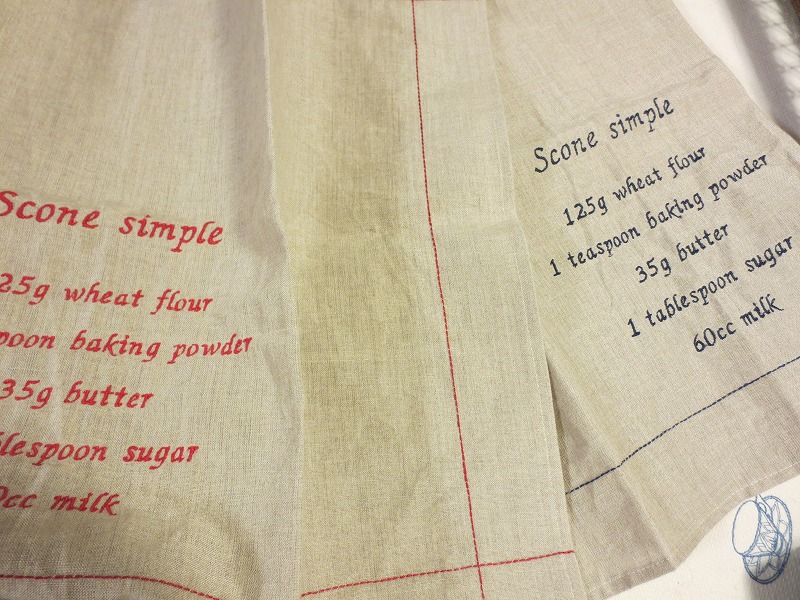 Scone simple
25g wheat flour
poon baking powder
35g butter
lespoon sugar
0cc milk
Scone simple
125g wheat flour
1 teaspoon baking powder
35g butter
1 tablespoon sugar
60cc milk